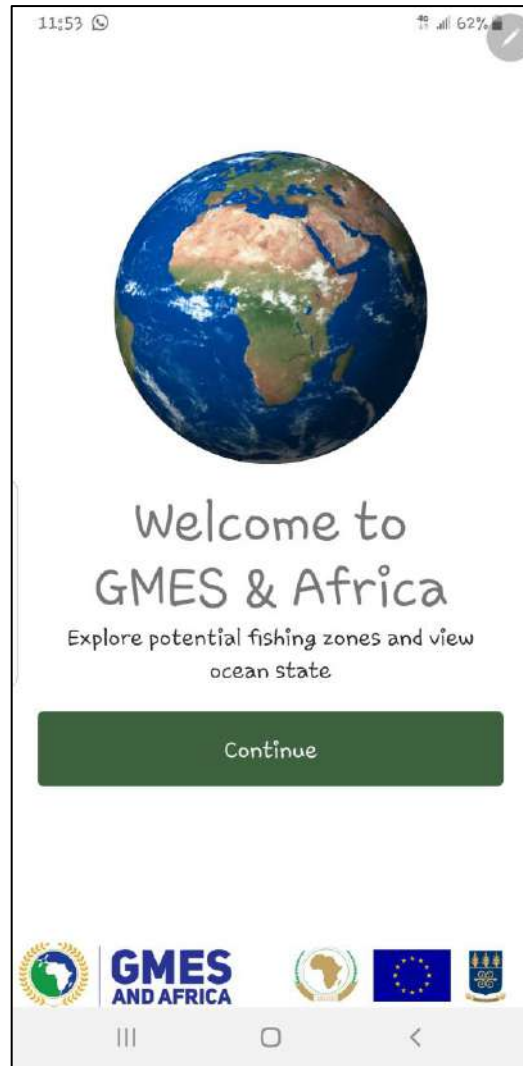 11:53
4G
62%
Welcome to
GMES & Africa
Explore potential fishing zones and view
ocean state
Continue
GMES
AND AFRICA